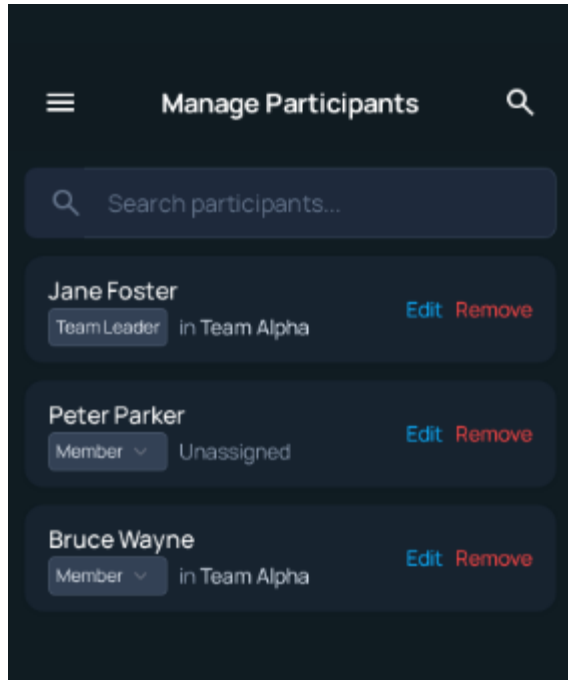 Manage Participants
Search participants...
Jane Foster
Team Leader in Team Alpha
Edit Remove
Peter Parker
Member Unassigned
Edit Remove
Bruce Wayne
Member in Team Alpha
Edit Remove